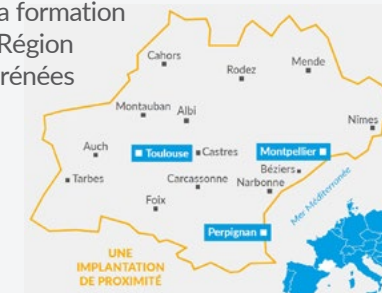 a formation
Région
rénées
Cahors
Rodez
Mende
Montauban
Albi
Nîmes
Auch
Toulouse
Castres
Montpellier
Tarbes
Carcassonne
Béziers
Narbonne
Foix
Mer Méditerranée
Perpignan
UNE
IMPLANTATION
DE PROXIMITÉ